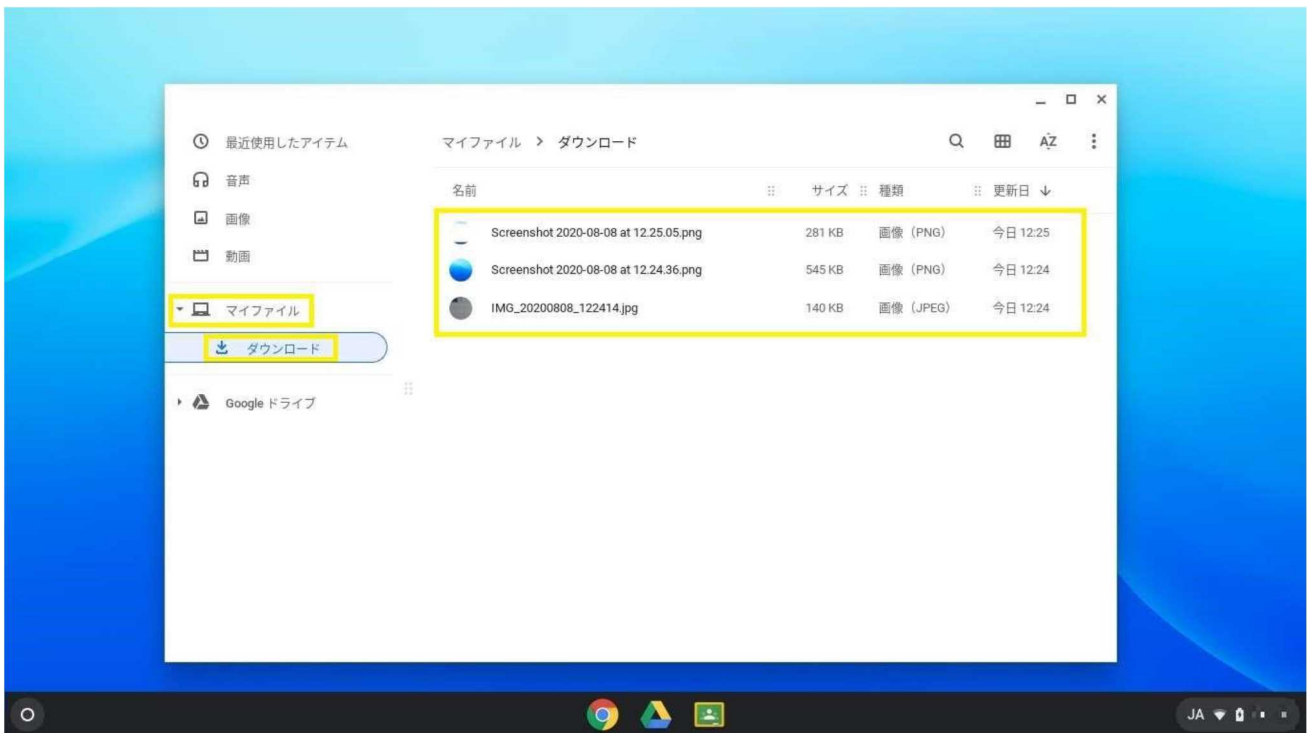 最近使用したアイテム
音声
画像
動画
マイファイル
ダウンロード
Google ドライブ
マイファイル > ダウンロード
AZ
名前 サイズ 種類 更新日
Screenshot 2020-08-08 at 12.25.05.png 281 KB 画像（PNG） 今日 12:25
Screenshot 2020-08-08 at 12.24.36.png 545 KB 画像（PNG） 今日 12:24
IMG_20200808_122414.jpg 140 KB 画像（JPEG） 今日 12:24
JA